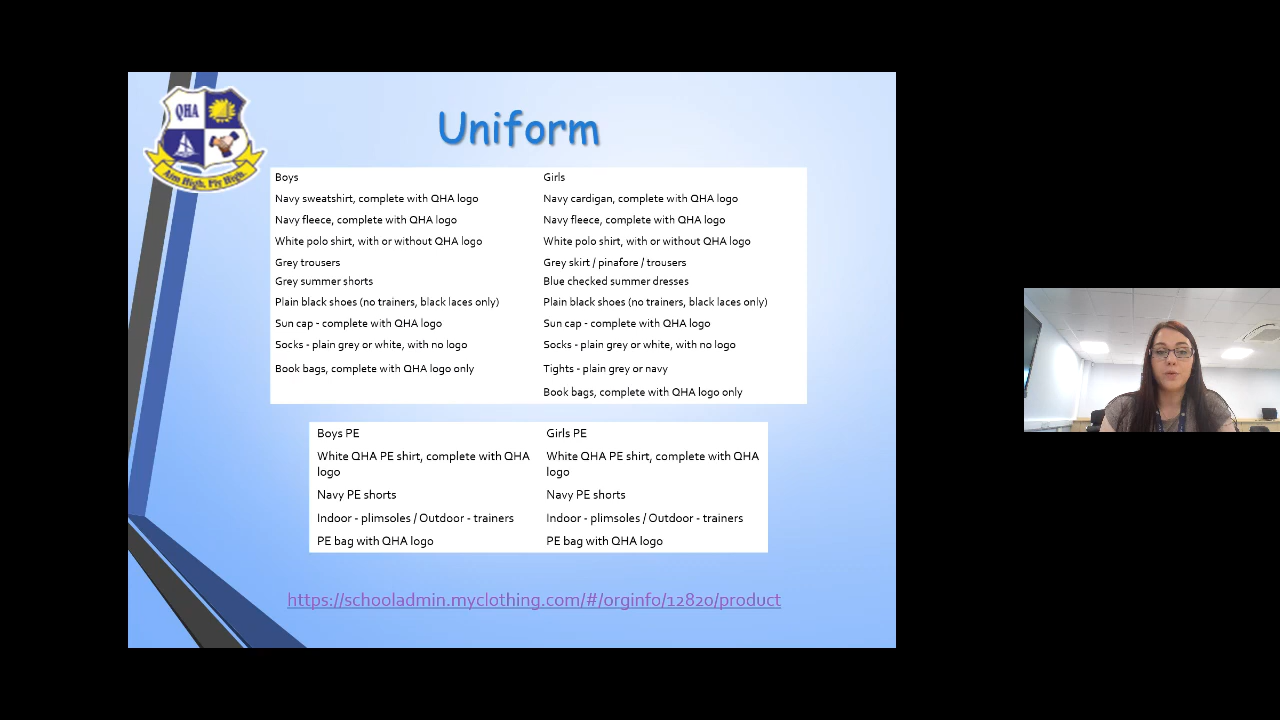 QHA
Aim High, Fly High.
Uniform
Boys
Navy sweatshirt, complete with QHA logo
Navy fleece, complete with QHA logo
White polo shirt, with or without QHA logo
Grey trousers
Grey summer shorts
Plain black shoes (no trainers, black laces only)
Sun cap - complete with QHA logo
Socks - plain grey or white, with no logo
Book bags, complete with QHA logo only
Girls
Navy cardigan, complete with QHA logo
Navy fleece, complete with QHA logo
White polo shirt, with or without QHA logo
Grey skirt / pinafore / trousers
Blue checked summer dresses
Plain black shoes (no trainers, black laces only)
Sun cap - complete with QHA logo
Socks - plain grey or white, with no logo
Tights - plain grey or navy
Book bags, complete with QHA logo only
Boys PE
White QHA PE shirt, complete with QHA
logo
Navy PE shorts
Indoor - plimsoles / Outdoor - trainers
PE bag with QHA logo
Girls PE
White QHA PE shirt, complete with QHA
logo
Navy PE shorts
Indoor - plimsoles / Outdoor - trainers
PE bag with QHA logo
https://schooladmin.myclothing.com/#/orginfo/12820/product